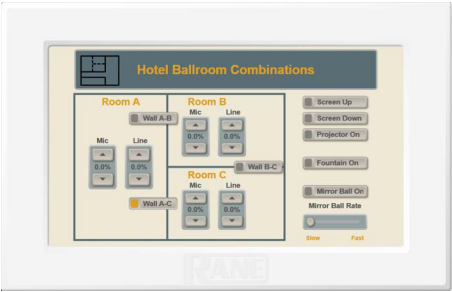 Hotel Ballroom Combinations
Room A
Room B
Wall A-B
Mic
Line
0.0%
0.0%
Mic
Line
0.0%
0.0%
Wall B-C
Room C
Mic
Line
0.0%
0.0%
Wall A-C
Screen Up
Screen Down
Projector On
Fountain On
Mirror Ball On
Mirror Ball Rate
Slow
Fast
RANE